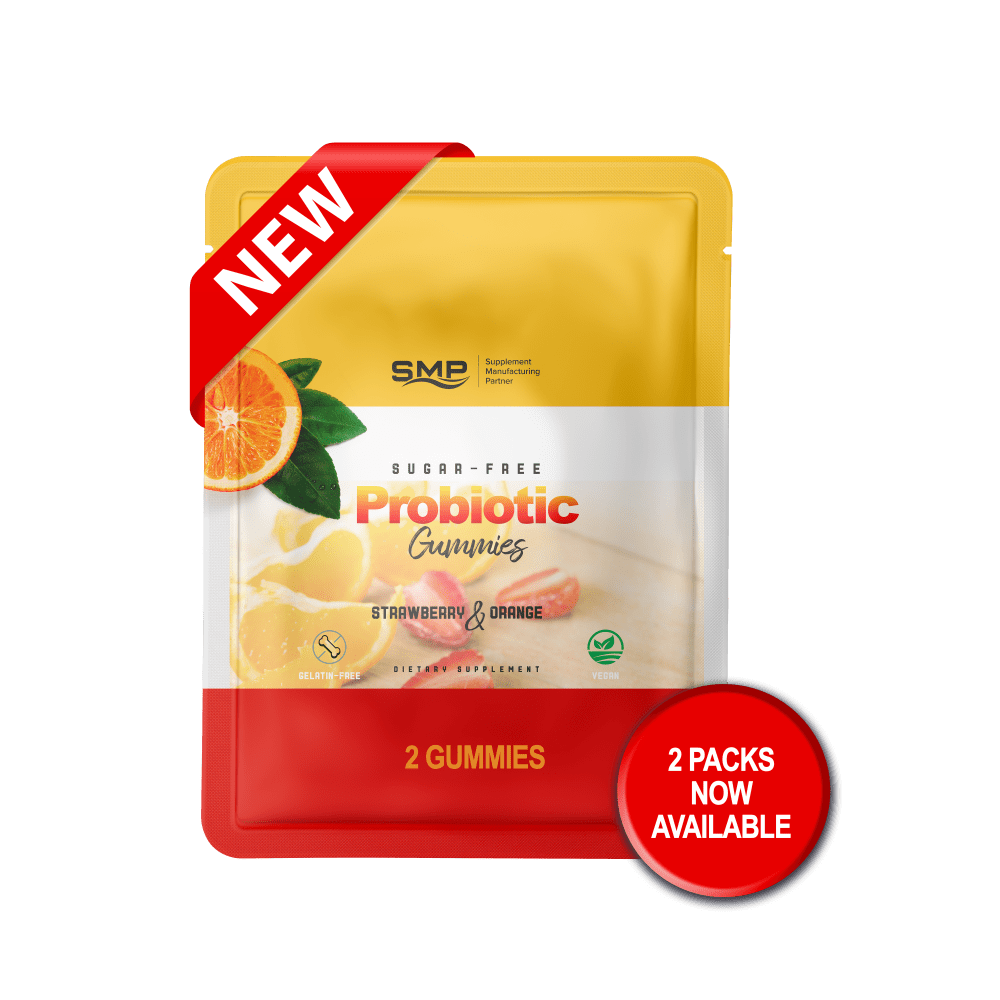 NEW
SMP
Supplement
Manufacturing
Partner
SUGAR-FREE
Probiotic
Gummies
STRAWBERRY & ORANGE
GELATIN-FREE
DIETARY SUPPLEMENT
VEGAN
2 GUMMIES
2 PACKS
NOW
AVAILABLE